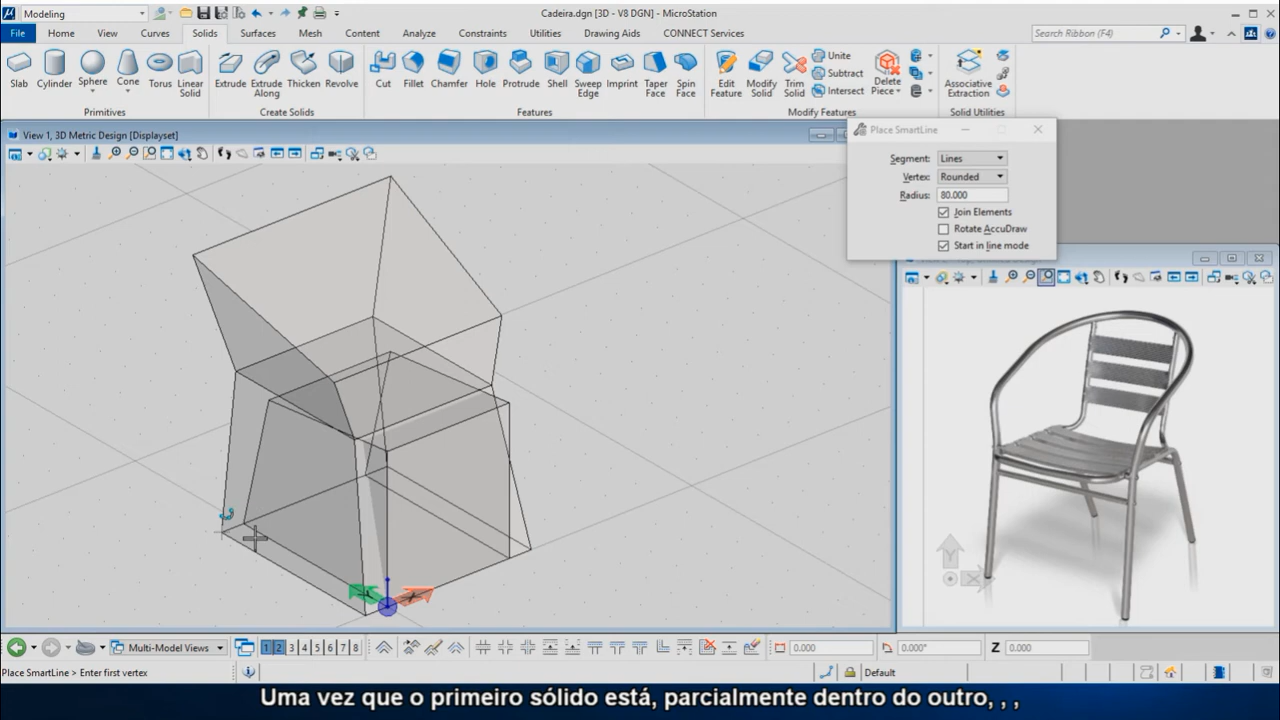 Modeling
Cadeira.dgn [3D - V8 DGN] - MicroStation
File Home View Curves Solids Surfaces Mesh Content Analyze Constraints Utilities Drawing Aids CONNECT Services
Search Ribbon (F4)
Slab Cylinder Sphere Cone Torus Linear Solid
Primitives
Extrude Extrude Along Thicken Revolve
Create Solids
Cut Fillet Chamfer Hole Protrude Shell Sweep Edge Imprint Taper Face Spin Face
Features
Edit Feature Modify Solid Trim Solid Unite Subtract Intersect Delete Piece
Modify Features
Associative Extraction
Solid Utilities
View 1, 3D Metric Design [Displayset]
Place SmartLine
Segment: Lines
Vertex: Rounded
Radius: 80.000
Join Elements
Rotate AccuDraw
Start in line mode
Multi-Model Views
1 2 3 4 5 6 7 8
0.000
0.000°
Z 0.000
Place SmartLine > Enter first vertex
Default
Uma vez que o primeiro sólido está, parcialmente dentro do outro, , ,